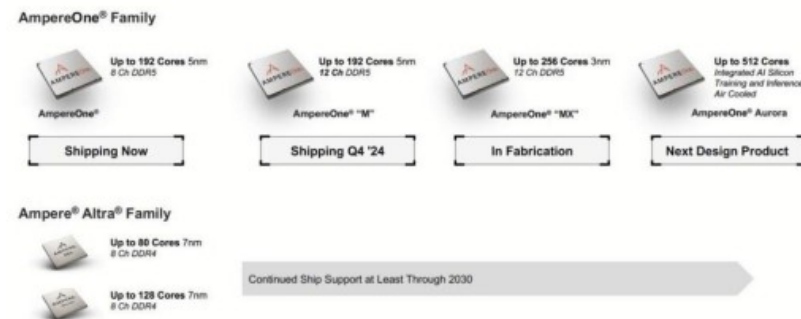 AmpereOne® Family
Up to 192 Cores 5nm
8 Ch DDR5
AmpereOne®
Shipping Now
Up to 192 Cores 5nm
12 Ch DDR5
AmpereOne® "M"
Shipping Q4 '24
Up to 256 Cores 3nm
12 Ch DDR5
AmpereOne® "MX"
In Fabrication
Up to 512 Cores
Integrated AI Silicon
Training and Inference
Air Cooled
AmpereOne® Aurora
Next Design Product
Ampere® Altra® Family
Up to 80 Cores 7nm
8 Ch DDR4
Up to 128 Cores 7nm
8 Ch DDR4
Continued Ship Support at Least Through 2030